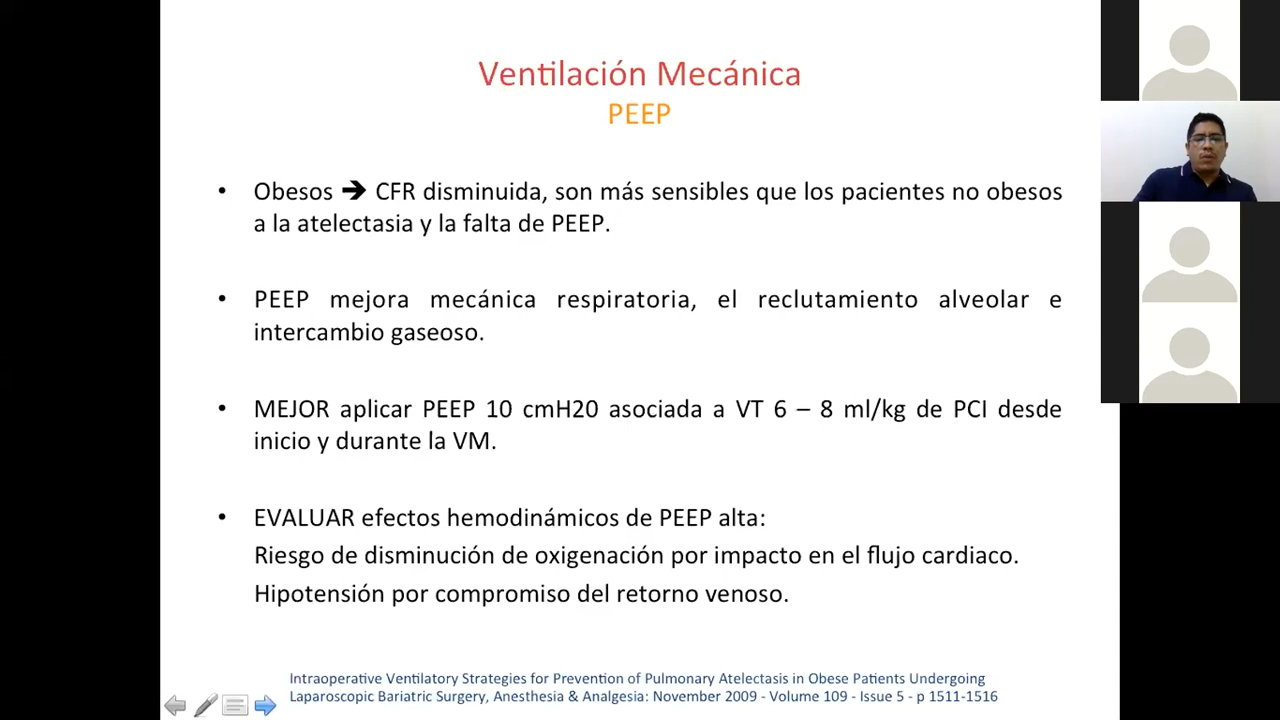 Ventilación Mecánica
PEEP
• Obesos ➔ CFR disminuida, son más sensibles que los pacientes no obesos
a la atelectasia y la falta de PEEP.
• PEEP mejora mecánica respiratoria, el reclutamiento alveolar e
intercambio gaseoso.
• MEJOR aplicar PEEP 10 cmH20 asociada a VT 6 – 8 ml/kg de PCI desde
inicio y durante la VM.
• EVALUAR efectos hemodinámicos de PEEP alta:
Riesgo de disminución de oxigenación por impacto en el flujo cardiaco.
Hipotensión por compromiso del retorno venoso.
Intraoperative Ventilatory Strategies for Prevention of Pulmonary Atelectasis in Obese Patients Undergoing
Laparoscopic Bariatric Surgery, Anesthesia & Analgesia: November 2009 - Volume 109 - Issue 5 - p 1511-1516